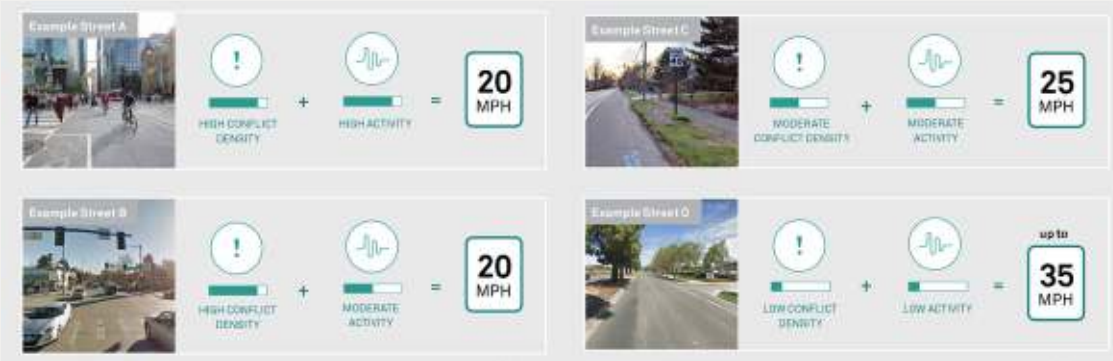 Example Street A
!
+
=
HIGH CONFLICT
DENSITY
HIGH ACTIVITY
20
MPH
Example Street C
!
+
=
MODERATE
CONFLICT DENSITY
MODERATE
ACTIVITY
25
MPH
Example Street B
!
+
=
HIGH CONFLICT
DENSITY
MODERATE
ACTIVITY
20
MPH
Example Street D
!
+
=
LOW CONFLICT
DENSITY
LOW ACTIVITY
up to
35
MPH